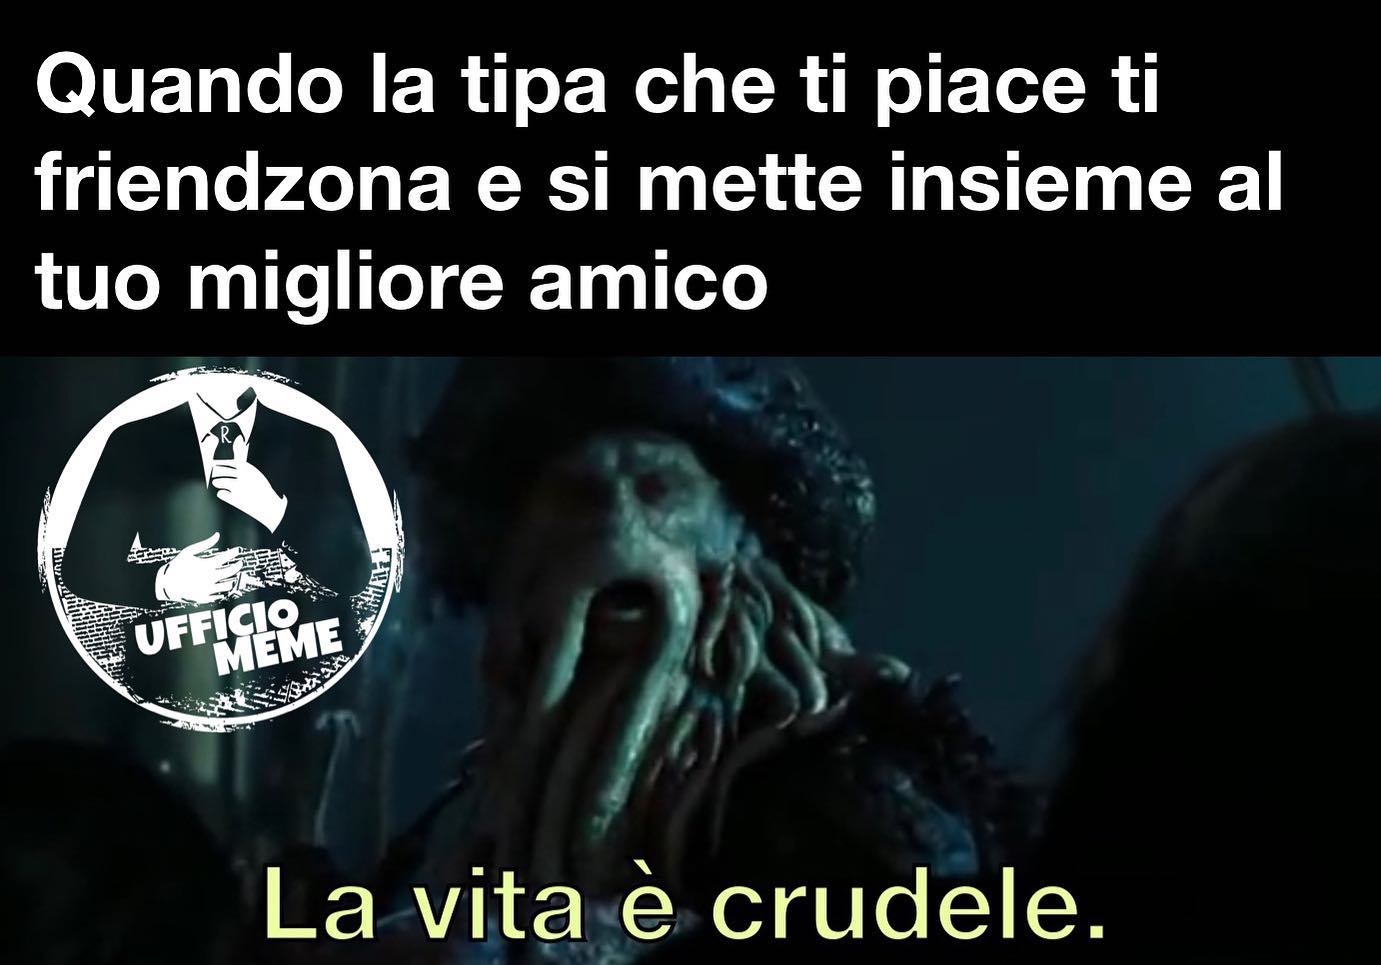 Quando la tipa che ti piace ti
friendzona e si mette insieme al
tuo migliore amico
R
UFFICIO
MEME
La vita è crudele.